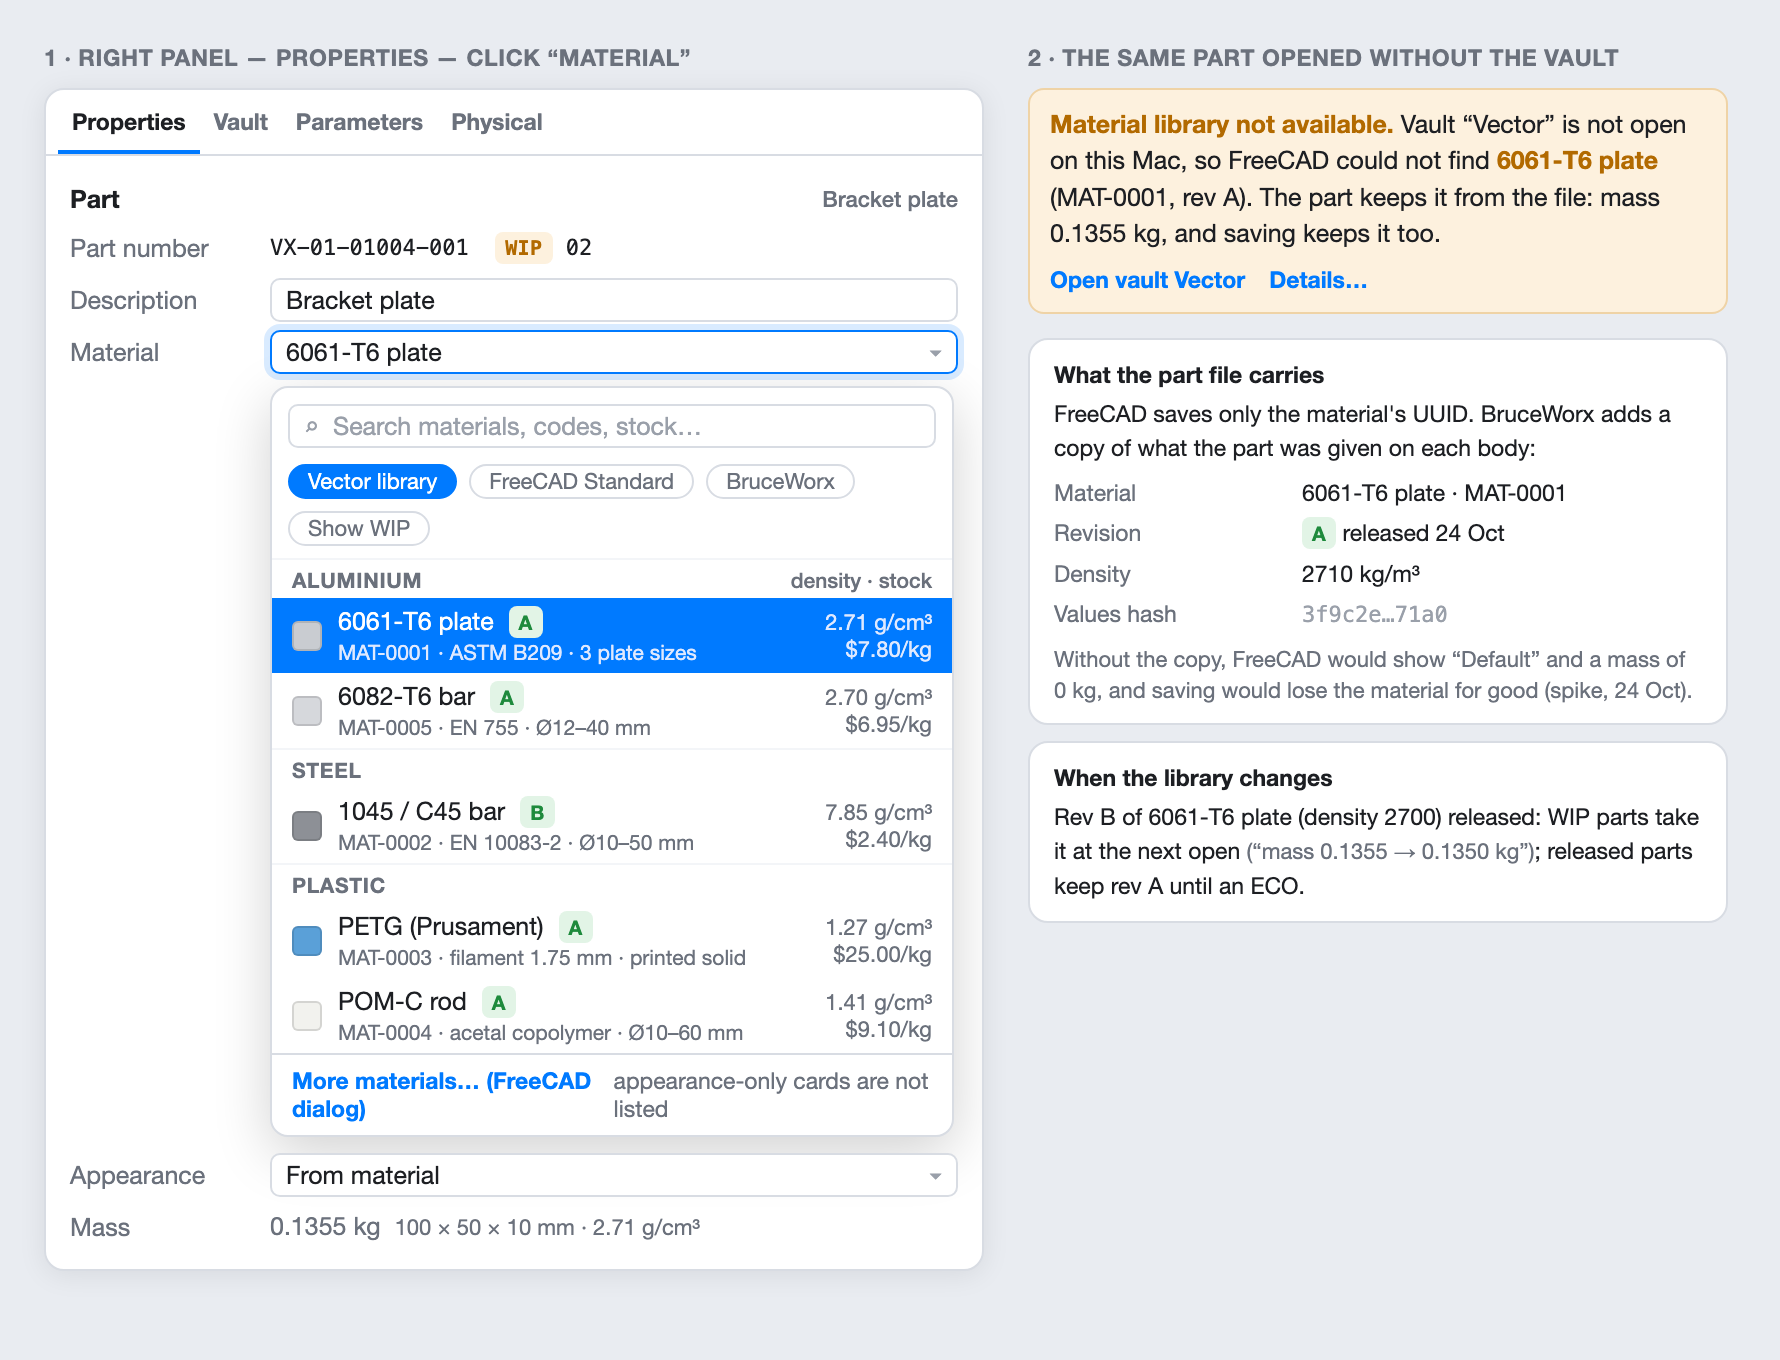 1 · RIGHT PANEL — PROPERTIES — CLICK “MATERIAL”
Properties Vault Parameters Physical
Part Bracket plate
Part number VX-01-01004-001 WIP 02
Description Bracket plate
Material 6061-T6 plate
Search materials, codes, stock…
Vector library FreeCAD Standard BruceWorx
Show WIP
ALUMINIUM density · stock
6061-T6 plate A 2.71 g/cm³
MAT-0001 · ASTM B209 · 3 plate sizes $7.80/kg
6082-T6 bar A 2.70 g/cm³
MAT-0005 · EN 755 · Ø12–40 mm $6.95/kg
STEEL
1045 / C45 bar B 7.85 g/cm³
MAT-0002 · EN 10083-2 · Ø10–50 mm $2.40/kg
PLASTIC
PETG (Prusament) A 1.27 g/cm³
MAT-0003 · filament 1.75 mm · printed solid $25.00/kg
POM-C rod A 1.41 g/cm³
MAT-0004 · acetal copolymer · Ø10–60 mm $9.10/kg
More materials… (FreeCAD dialog)
appearance-only cards are not listed
Appearance From material
Mass 0.1355 kg 100 × 50 × 10 mm · 2.71 g/cm³
2 · THE SAME PART OPENED WITHOUT THE VAULT
Material library not available. Vault “Vector” is not open
on this Mac, so FreeCAD could not find 6061-T6 plate
(MAT-0001, rev A). The part keeps it from the file: mass
0.1355 kg, and saving keeps it too.
Open vault Vector Details…
What the part file carries
FreeCAD saves only the material's UUID. BruceWorx adds a
copy of what the part was given on each body:
Material 6061-T6 plate · MAT-0001
Revision A released 24 Oct
Density 2710 kg/m³
Values hash 3f9c2e…71a0
Without the copy, FreeCAD would show “Default” and a mass of
0 kg, and saving would lose the material for good (spike, 24 Oct).
When the library changes
Rev B of 6061-T6 plate (density 2700) released: WIP parts take
it at the next open (“mass 0.1355 → 0.1350 kg”); released parts
keep rev A until an ECO.